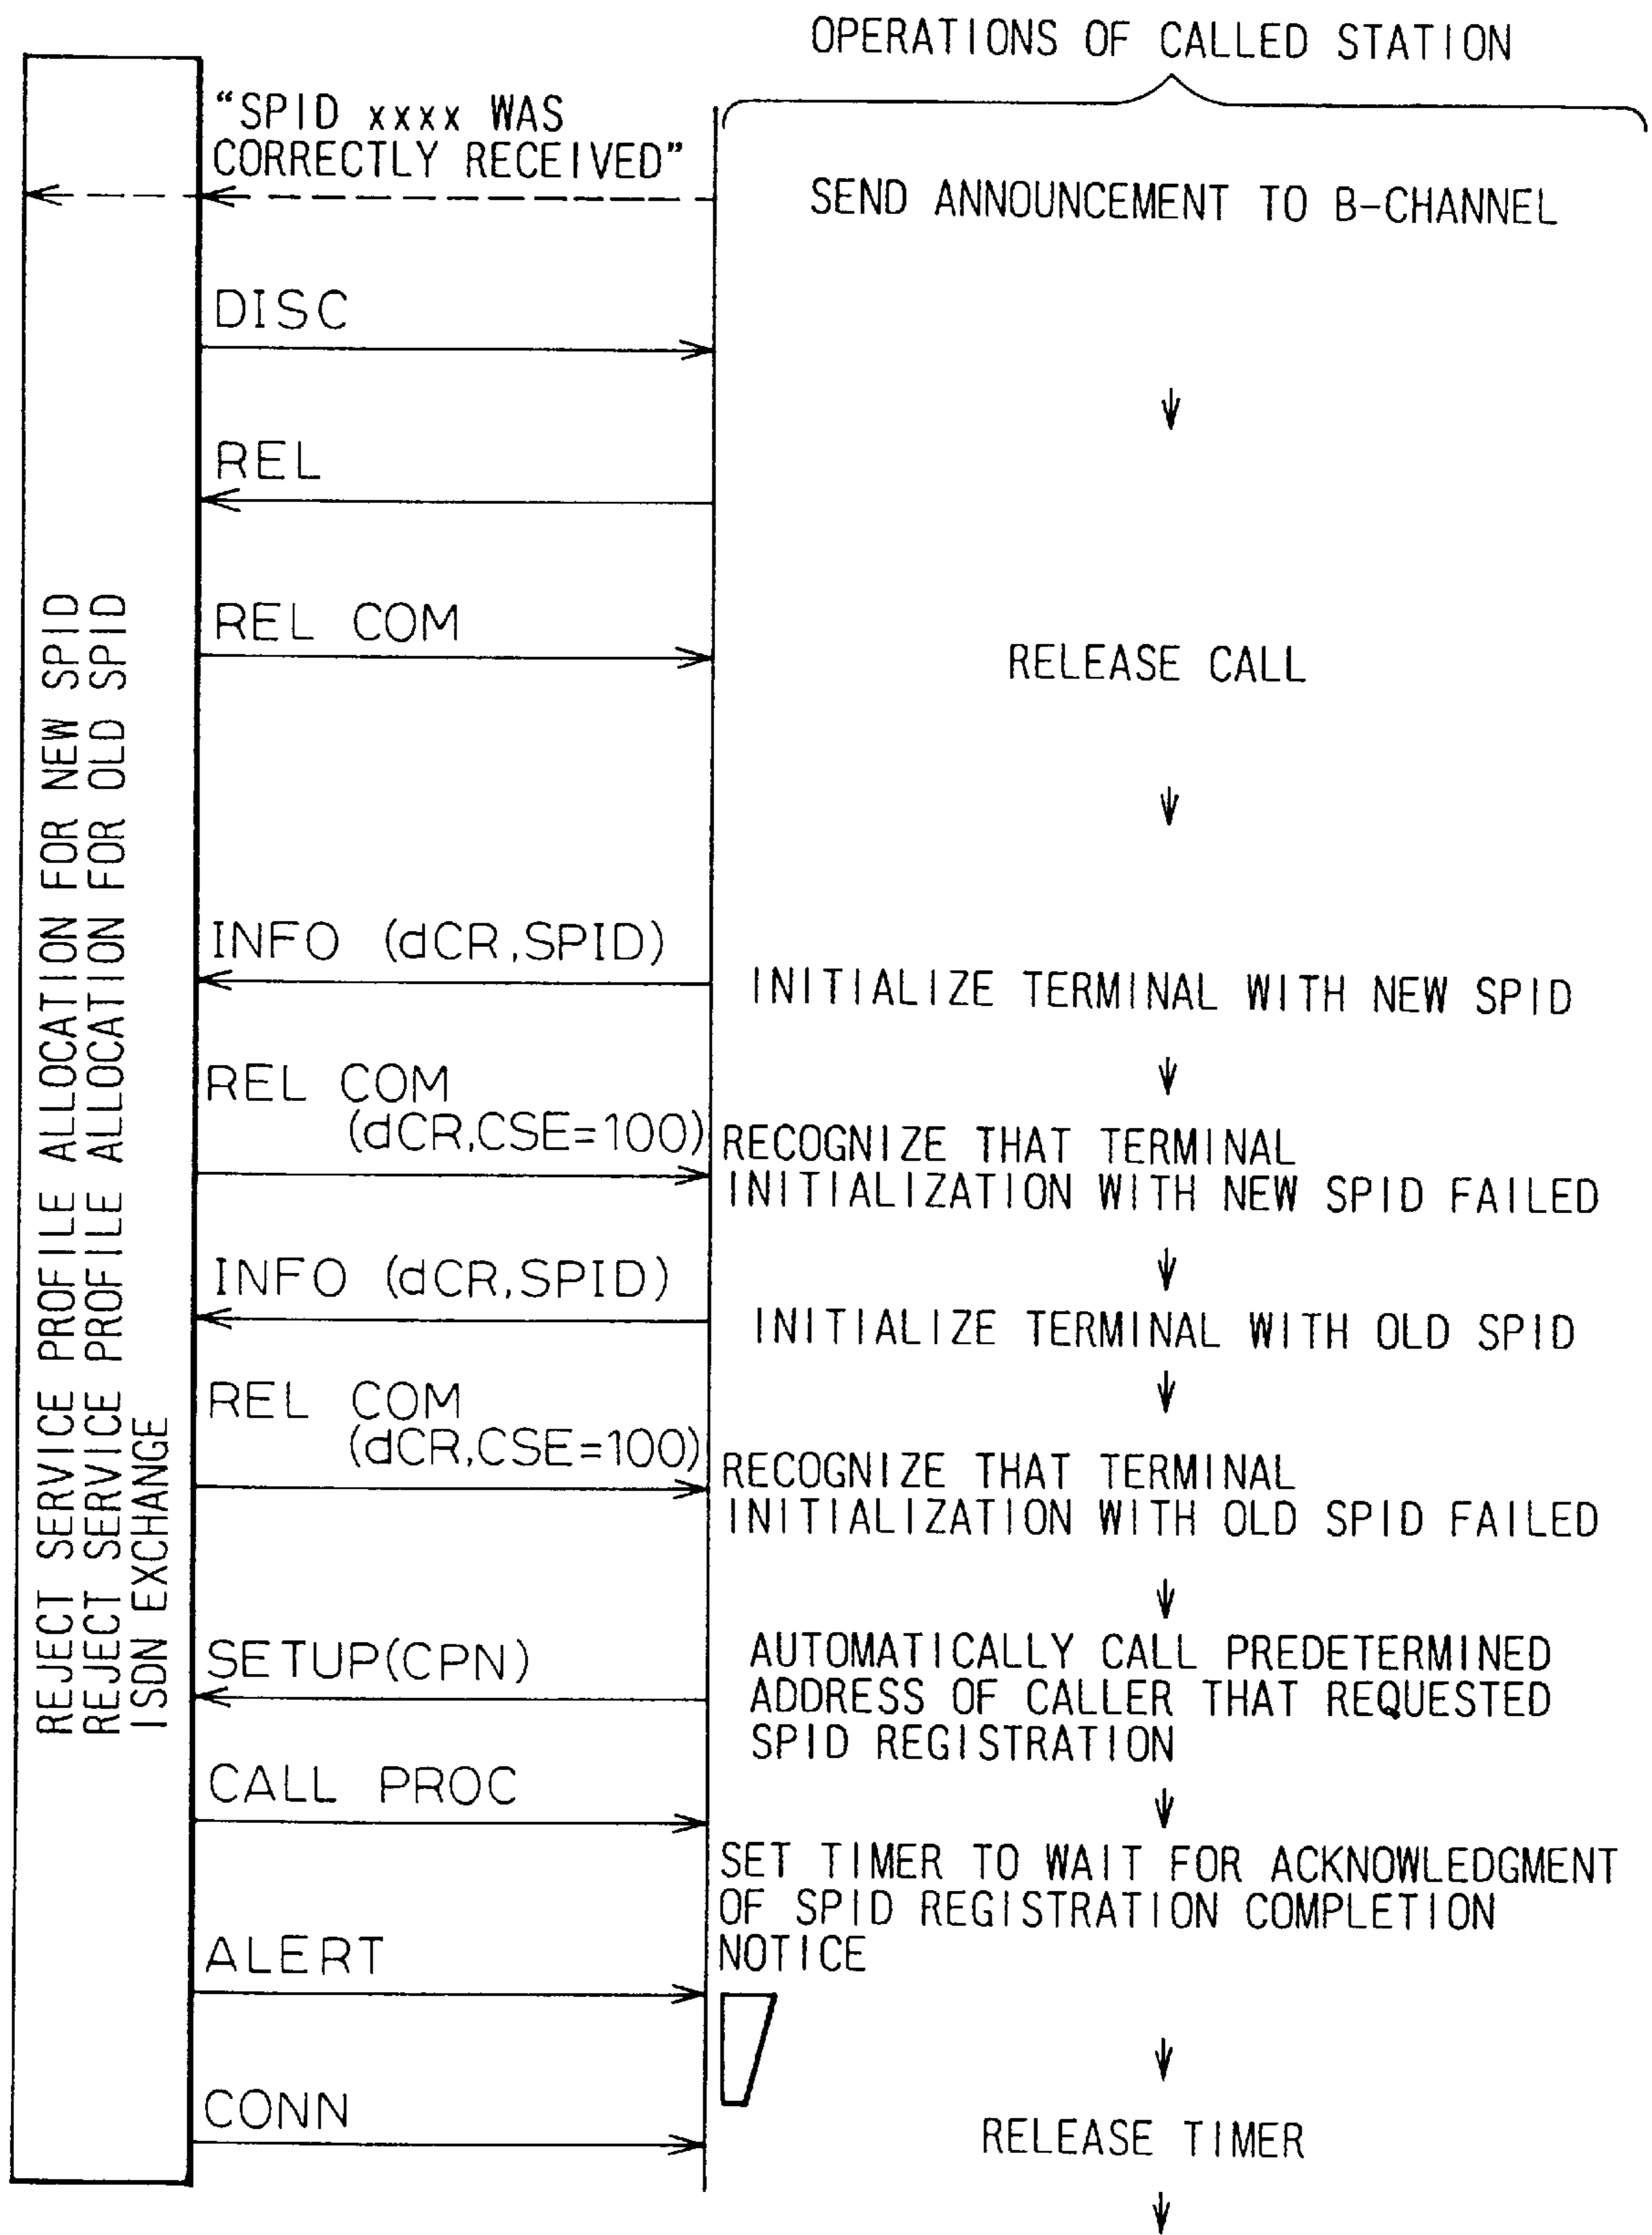 OPERATIONS OF CALLED STATION
“SPID xxxx WAS
CORRECTLY RECEIVED”
SEND ANNOUNCEMENT TO B-CHANNEL
DISC
REL
REL COM
RELEASE CALL
INFO (dCR,SPID)
INITIALIZE TERMINAL WITH NEW SPID
REL COM
(dCR,CSE=100)
RECOGNIZE THAT TERMINAL
INITIALIZATION WITH NEW SPID FAILED
INFO (dCR,SPID)
INITIALIZE TERMINAL WITH OLD SPID
REL COM
(dCR,CSE=100)
RECOGNIZE THAT TERMINAL
INITIALIZATION WITH OLD SPID FAILED
SETUP(CPN)
AUTOMATICALLY CALL PREDETERMINED
ADDRESS OF CALLER THAT REQUESTED
SPID REGISTRATION
CALL PROC
SET TIMER TO WAIT FOR ACKNOWLEDGMENT
OF SPID REGISTRATION COMPLETION
NOTICE
ALERT
CONN
RELEASE TIMER
REJECT SERVICE PROFILE ALLOCATION FOR NEW SPID
REJECT SERVICE PROFILE ALLOCATION FOR OLD SPID
ISDN EXCHANGE